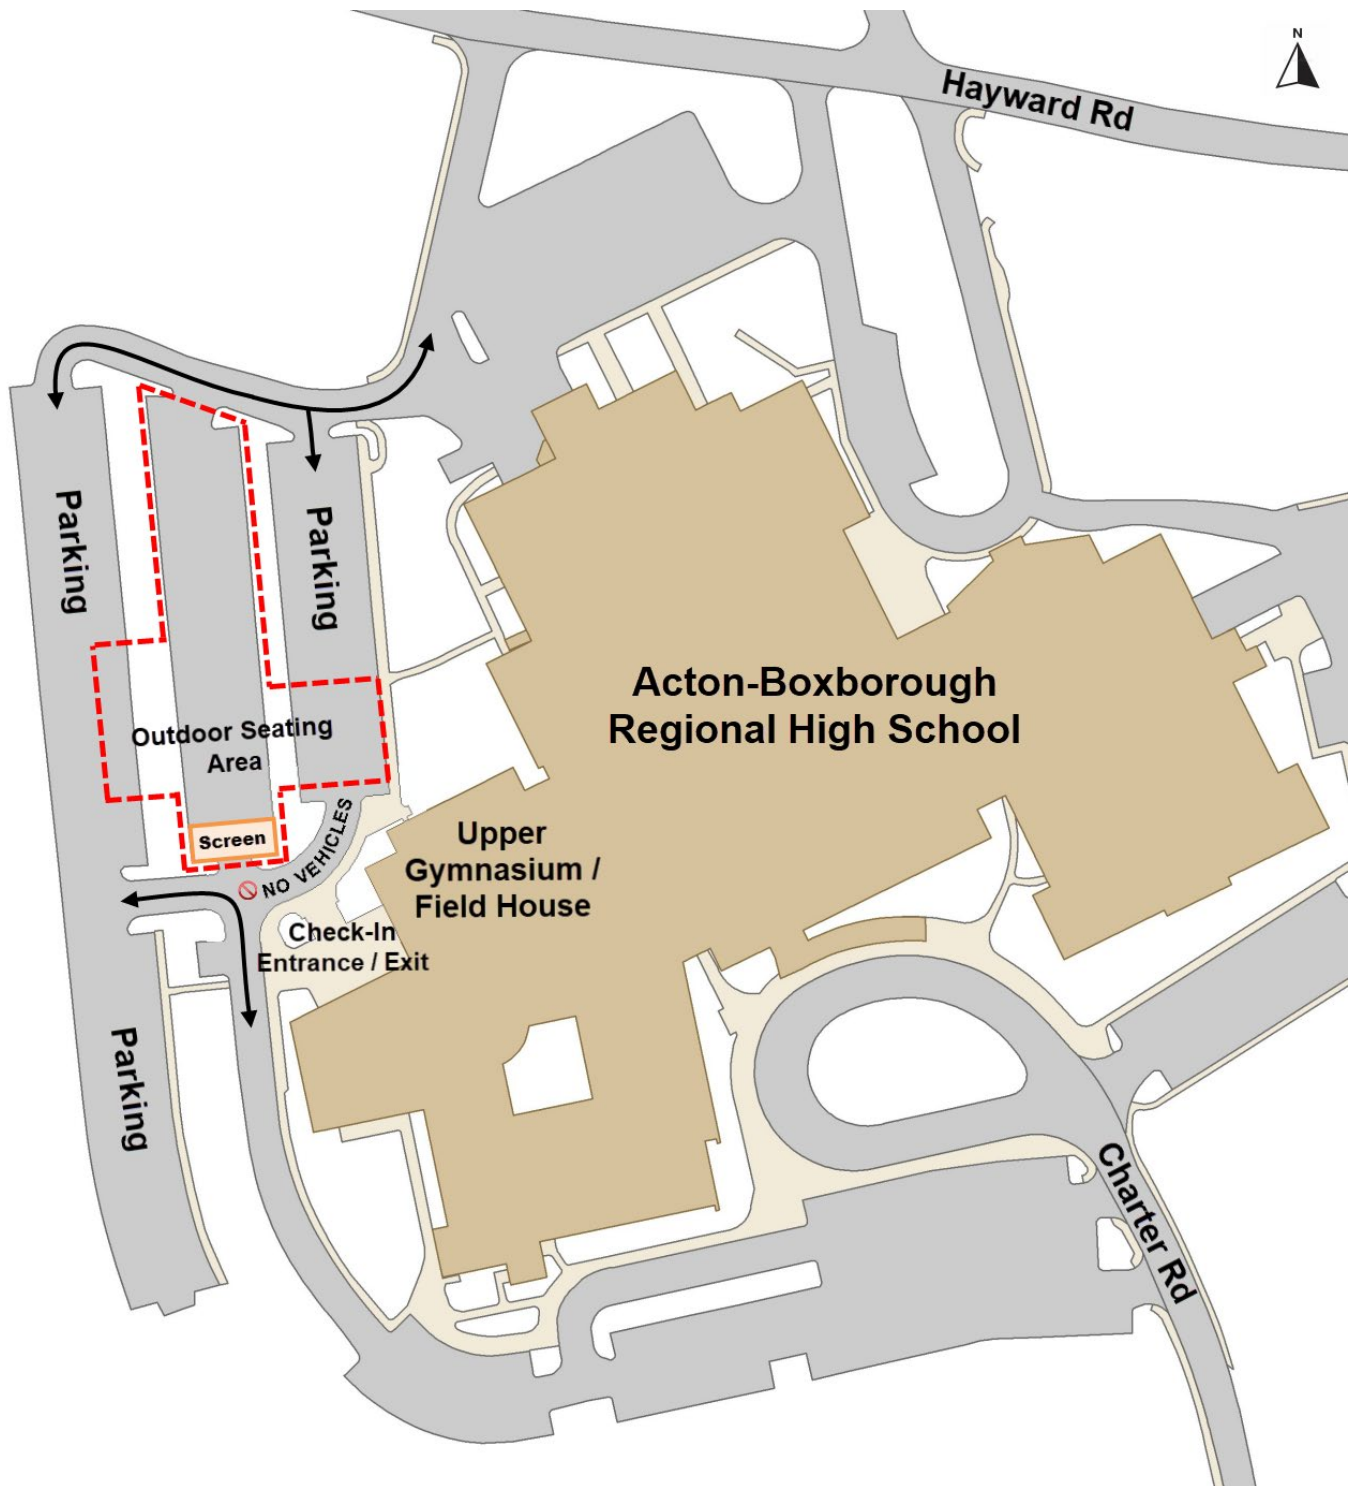 N
Hayward Rd
Parking
Parking
Acton-Boxborough
Regional High School
Outdoor Seating
Area
Screen
NO VEHICLES
Upper
Gymnasium /
Field House
Check-In
Entrance / Exit
Parking
Charter Rd